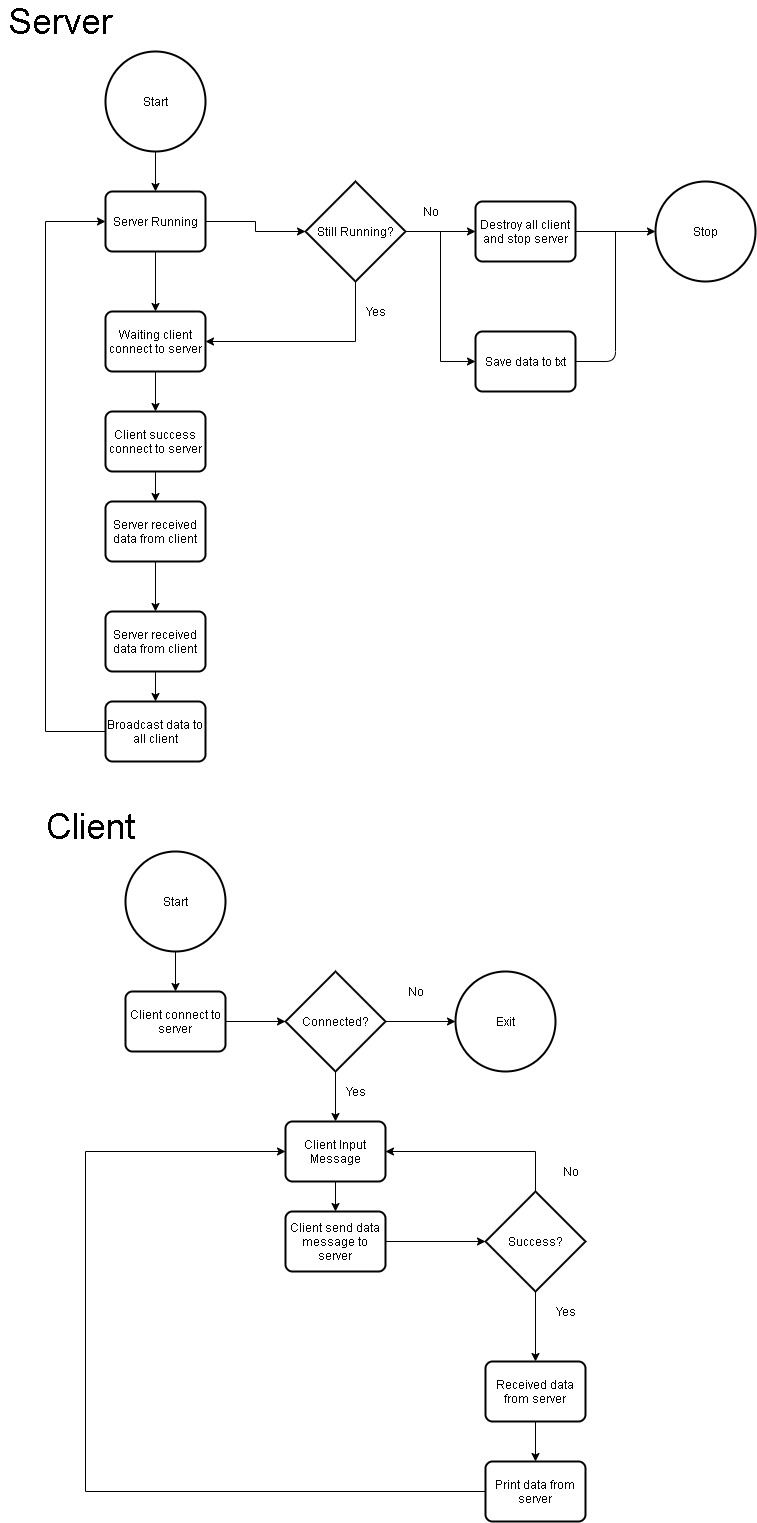 Server
Start
Server Running
Still Running?
No
Destroy all client
and stop server
Stop
Yes
Waiting client
connect to server
Save data to txt
Client success
connect to server
Server received
data from client
Server received
data from client
Broadcast data to
all client
Client
Start
Client connect to
server
Connected?
No
Exit
Yes
Client Input
Message
No
Client send data
message to
server
Success?
Yes
Received data
from server
Print data from
server